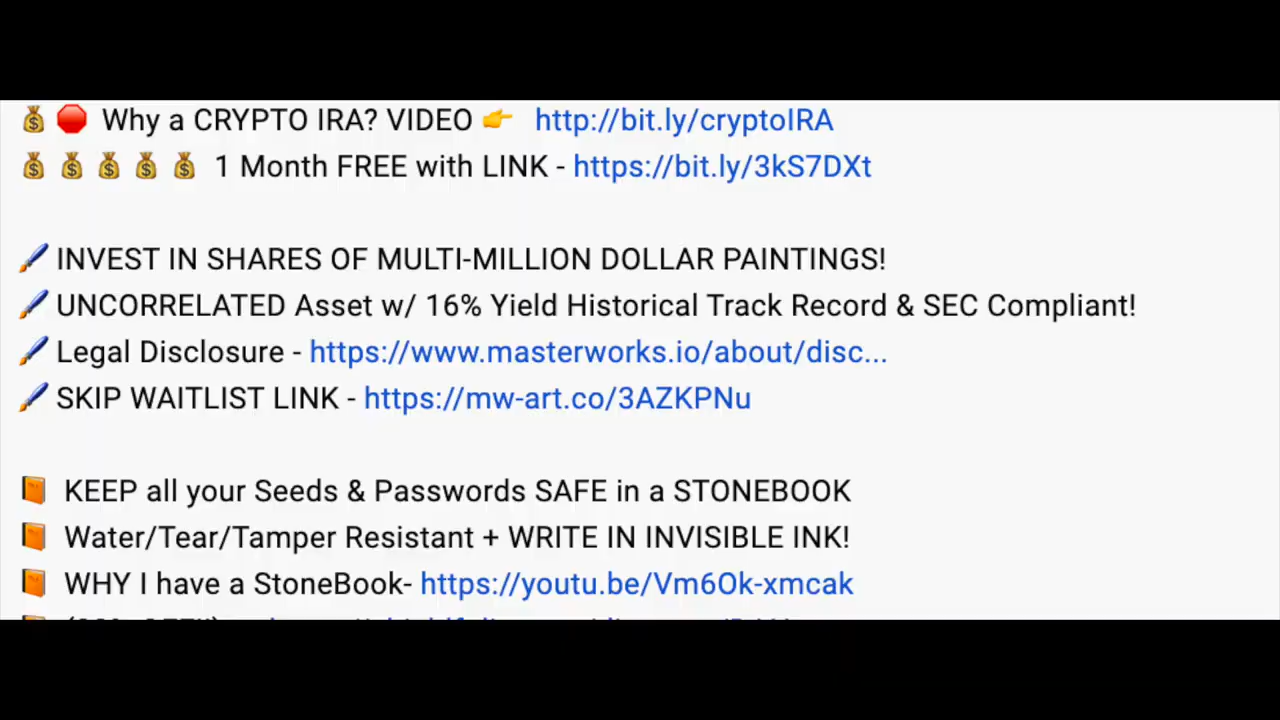 💰🛑 Why a CRYPTO IRA? VIDEO 👉 http://bit.ly/cryptoIRA
💰💰💰💰💰 1 Month FREE with LINK - https://bit.ly/3kS7DXt
🖌️INVEST IN SHARES OF MULTI-MILLION DOLLAR PAINTINGS!
🖌️UNCORRELATED Asset w/ 16% Yield Historical Track Record & SEC Compliant!
🖌️Legal Disclosure - https://www.masterworks.io/about/disc...
🖌️SKIP WAITLIST LINK - https://mw-art.co/3AZKPNu
📙 KEEP all your Seeds & Passwords SAFE in a STONEBOOK
📙 Water/Tear/Tamper Resistant + WRITE IN INVISIBLE INK!
📙 WHY I have a StoneBook- https://youtu.be/Vm6Ok-xmcak